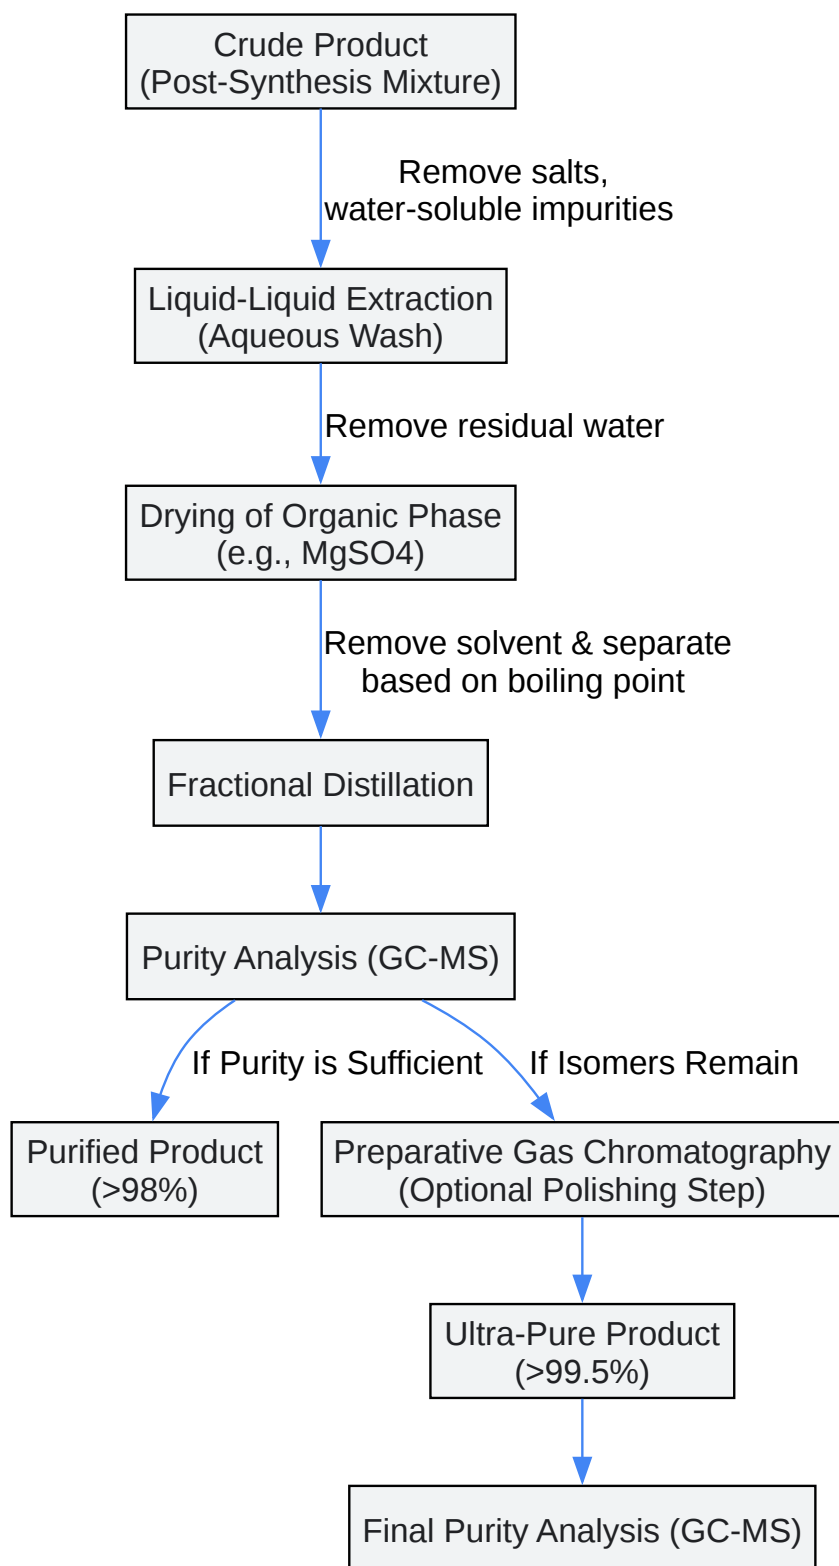 Crude Product
(Post-Synthesis Mixture)
Remove salts,
water-soluble impurities
Liquid-Liquid Extraction
(Aqueous Wash)
Remove residual water
Drying of Organic Phase
(e.g., MgSO4)
Remove solvent & separate
based on boiling point
Fractional Distillation
Purity Analysis (GC-MS)
If Purity is Sufficient
If Isomers Remain
Purified Product
(>98%)
Preparative Gas Chromatography
(Optional Polishing Step)
Ultra-Pure Product
(>99.5%)
Final Purity Analysis (GC-MS)